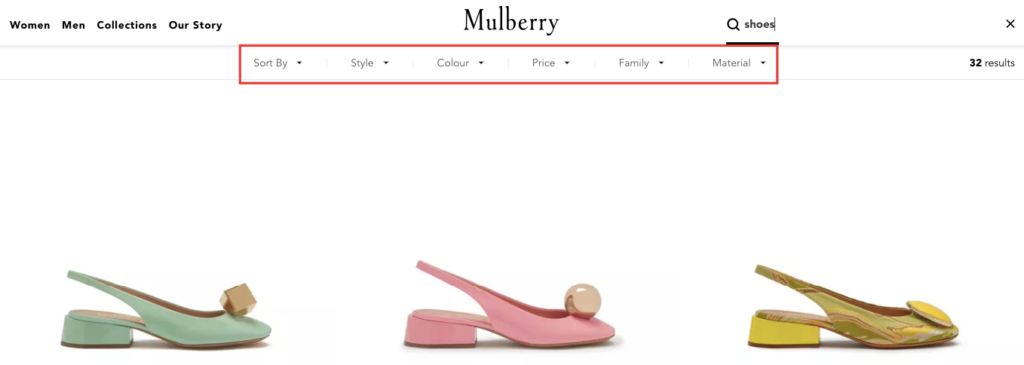 Women Men Collections Our Story
Mulberry
shoes
Sort By Style Colour Price Family Material
32 results